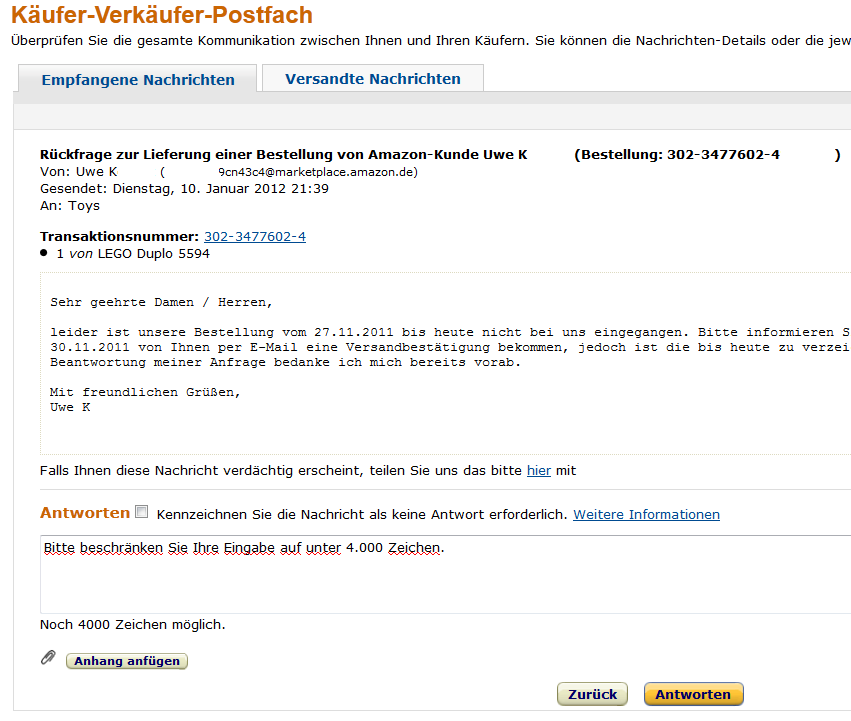 Käufer-Verkäufer-Postfach
Überprüfen Sie die gesamte Kommunikation zwischen Ihnen und Ihren Käufern. Sie können die Nachrichten-Details oder die jew
Empfangene Nachrichten
Versandte Nachrichten
Rückfrage zur Lieferung einer Bestellung von Amazon-Kunde Uwe K (Bestellung: 302-3477602-4 )
Von: Uwe K ( 9cn43c4@marketplace.amazon.de)
Gesendet: Dienstag, 10. Januar 2012 21:39
An: Toys
Transaktionsnummer: 302-3477602-4
● 1 von LEGO Duplo 5594
Sehr geehrte Damen / Herren,
leider ist unsere Bestellung vom 27.11.2011 bis heute nicht bei uns eingegangen. Bitte informieren S
30.11.2011 von Ihnen per E-Mail eine Versandbestätigung bekommen, jedoch ist die bis heute zu verzei
Beantwortung meiner Anfrage bedanke ich mich bereits vorab.
Mit freundlichen Grüßen,
Uwe K
Falls Ihnen diese Nachricht verdächtig erscheint, teilen Sie uns das bitte hier mit
Antworten Kennzeichnen Sie die Nachricht als keine Antwort erforderlich. Weitere Informationen
Bitte beschränken Sie Ihre Eingabe auf unter 4.000 Zeichen.
Noch 4000 Zeichen möglich.
Anhang anfügen
Zurück
Antworten